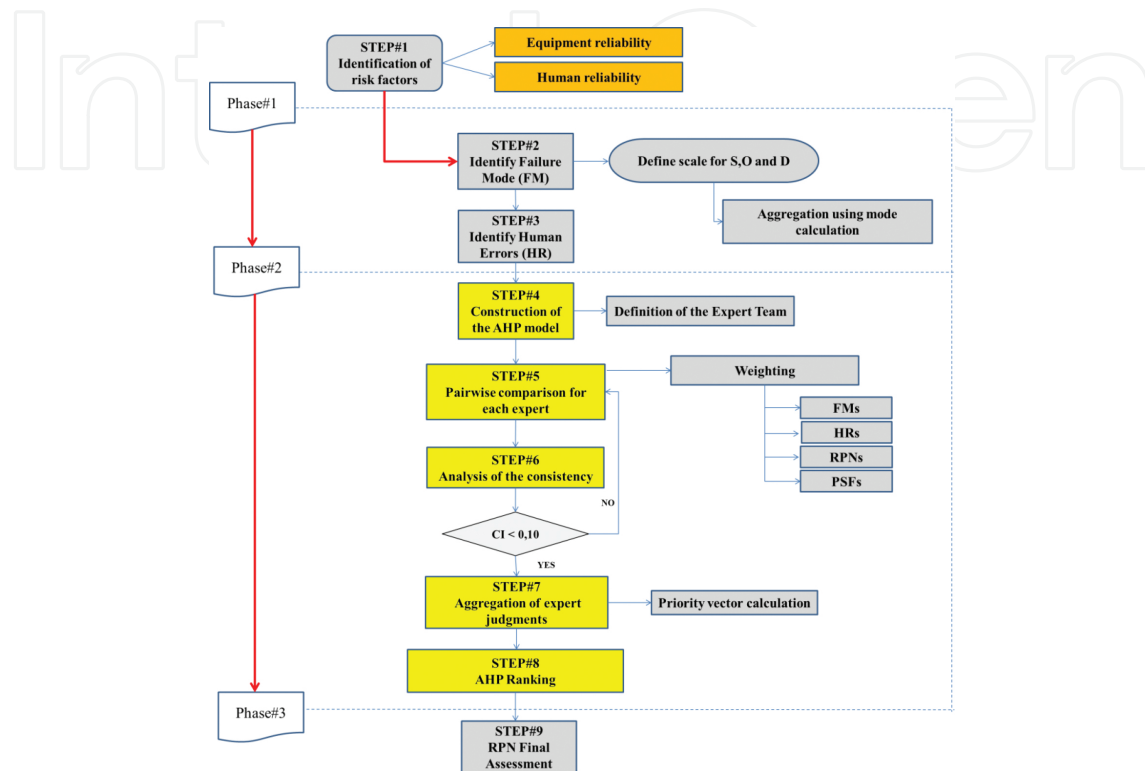 STEP#1
Identification of
risk factors
Equipment reliability
Human reliability
Phase#1
STEP#2
Identify Failure
Mode (FM)
Define scale for S,O and D
Aggregation using mode
calculation
STEP#3
Identify Human
Errors (HR)
Phase#2
STEP#4
Construction of
the AHP model
Definition of the Expert Team
STEP#5
Pairwise comparison for
each expert
Weighting
FMs
HRs
RPNs
PSFs
STEP#6
Analysis of the consistency
NO
CI < 0,10
YES
STEP#7
Aggregation of expert
judgments
Priority vector calculation
STEP#8
AHP Ranking
Phase#3
STEP#9
RPN Final
Assessment